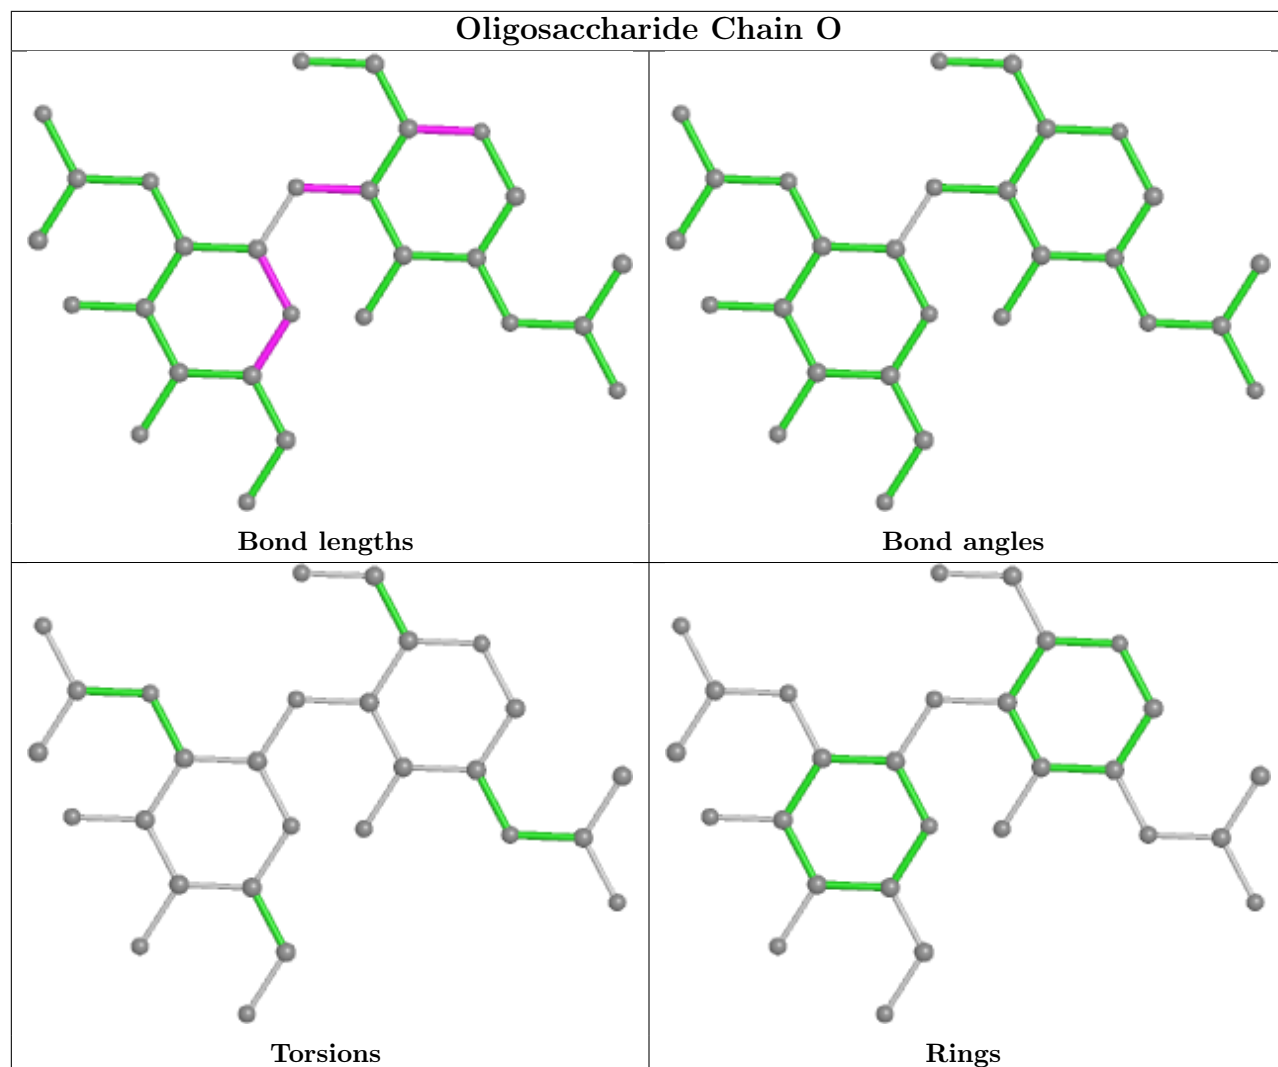 Oligosaccharide Chain O
Bond lengths
Bond angles
Torsions
Rings